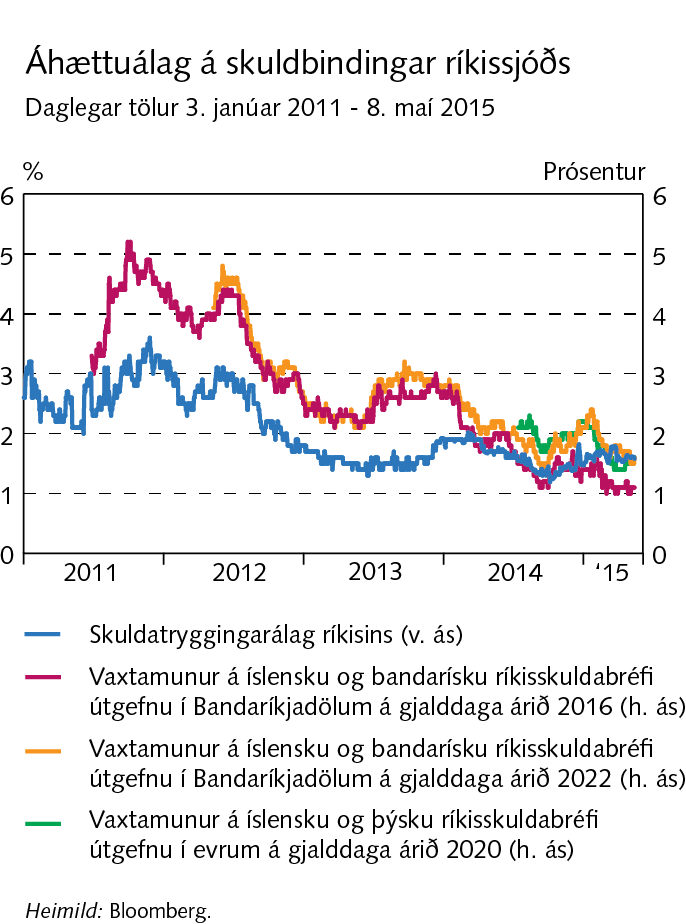 Áhættuálag á skuldbindingar ríkissjóðs
Daglegar tölur 3. janúar 2011 - 8. maí 2015
% Prósentur
6 6
5 5
4 4
3 3
2 2
1 1
0 0
2011 2012 2013 2014 ‘15
Skuldatryggingarálag ríkisins (v. ás)
Vaxtamunur á íslensku og bandarísku ríkisskuldabréfi
útgefnu í Bandaríkjadölum á gjalddaga árið 2016 (h. ás)
Vaxtamunur á íslensku og bandarísku ríkisskuldabréfi
útgefnu í Bandaríkjadölum á gjalddaga árið 2022 (h. ás)
Vaxtamunur á íslensku og þýsku ríkisskuldabréfi
útgefnu í evrum á gjalddaga árið 2020 (h. ás)
Heimild: Bloomberg.